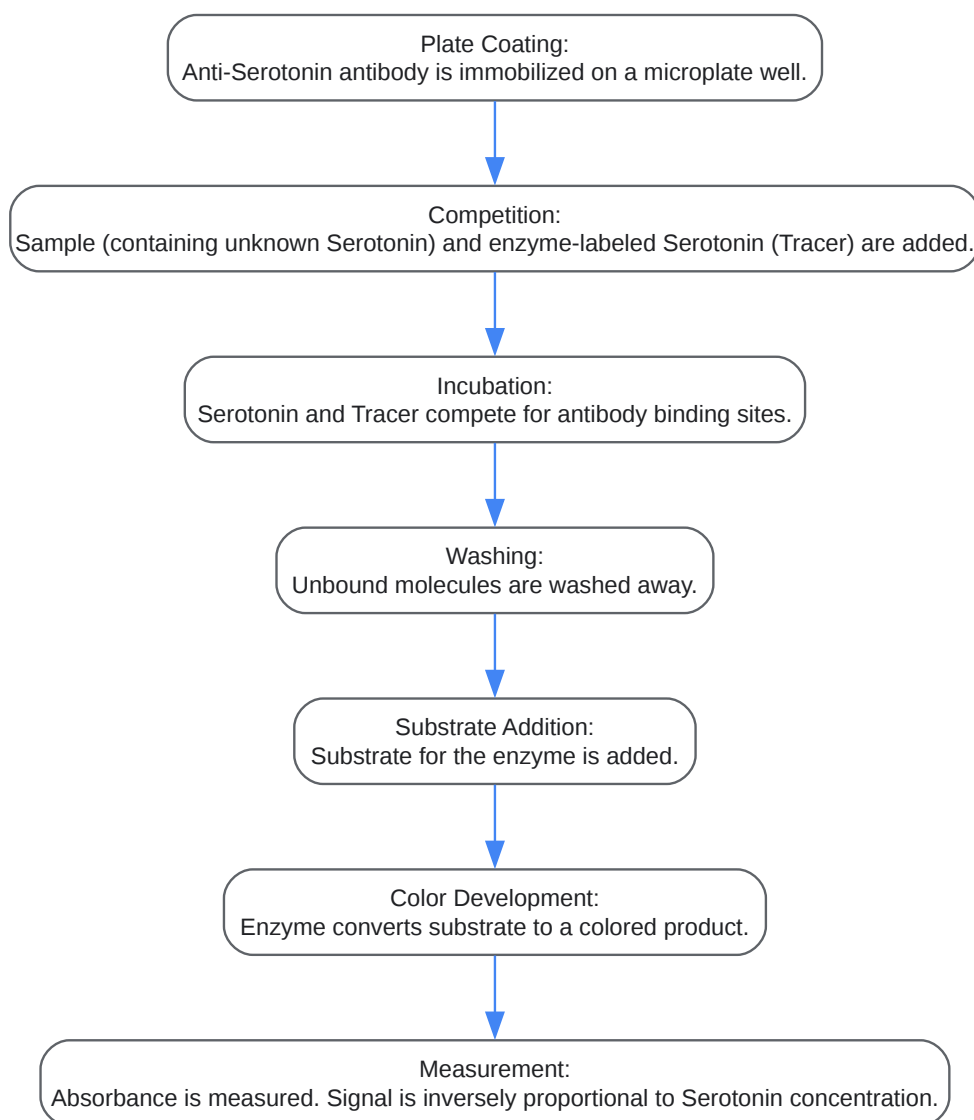 Plate Coating:
Anti-Serotonin antibody is immobilized on a microplate well.
Competition:
Sample (containing unknown Serotonin) and enzyme-labeled Serotonin (Tracer) are added.
Incubation:
Serotonin and Tracer compete for antibody binding sites.
Washing:
Unbound molecules are washed away.
Substrate Addition:
Substrate for the enzyme is added.
Color Development:
Enzyme converts substrate to a colored product.
Measurement:
Absorbance is measured. Signal is inversely proportional to Serotonin concentration.